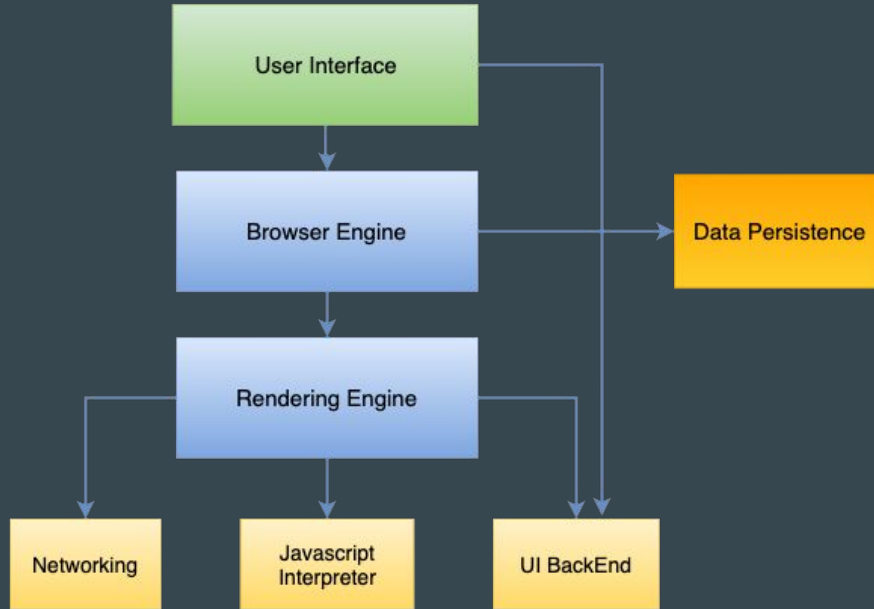 User Interface
Browser Engine
Data Persistence
Rendering Engine
Networking
Javascript
Interpreter
UI BackEnd